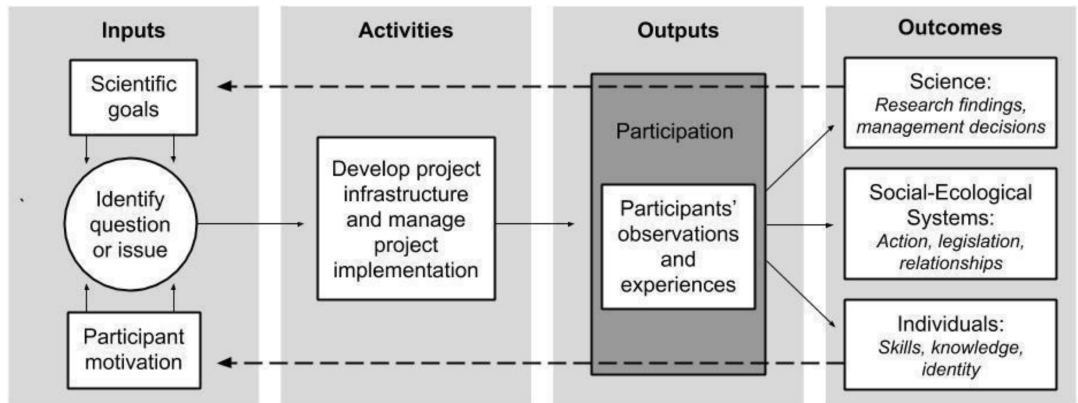 Inputs
Scientific
goals
Identify
question
or issue
Participant
motivation
Activities
Develop project
infrastructure
and manage
project
implementation
Outputs
Participation
Participants’
observations
and
experiences
Outcomes
Science:
Research findings,
management decisions
Social-Ecological
Systems:
Action, legislation,
relationships
Individuals:
Skills, knowledge,
identity